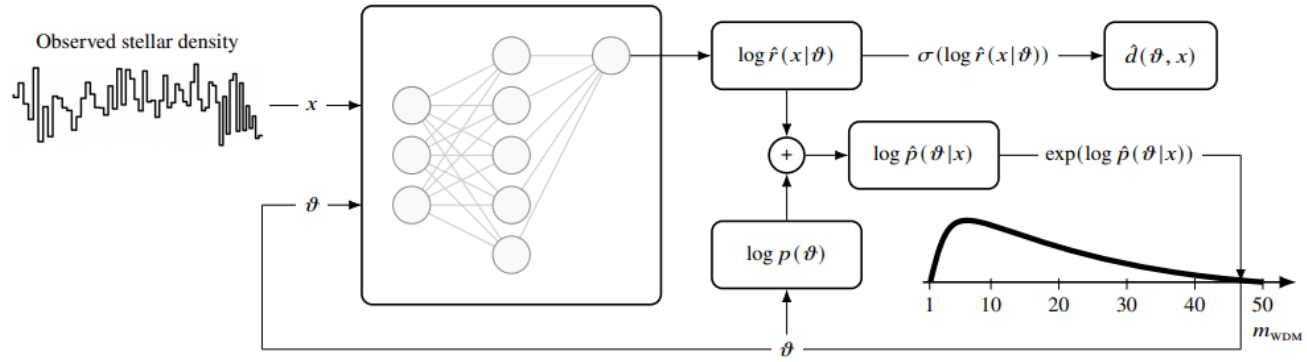 Observed stellar density
x
ϑ
log r̂(x|ϑ)
σ(log r̂(x|ϑ))
d̂(ϑ, x)
+
log p̂(ϑ|x)
exp(log p̂(ϑ|x))
log p(ϑ)
1 10 20 30 40 50
m_WDM
ϑ